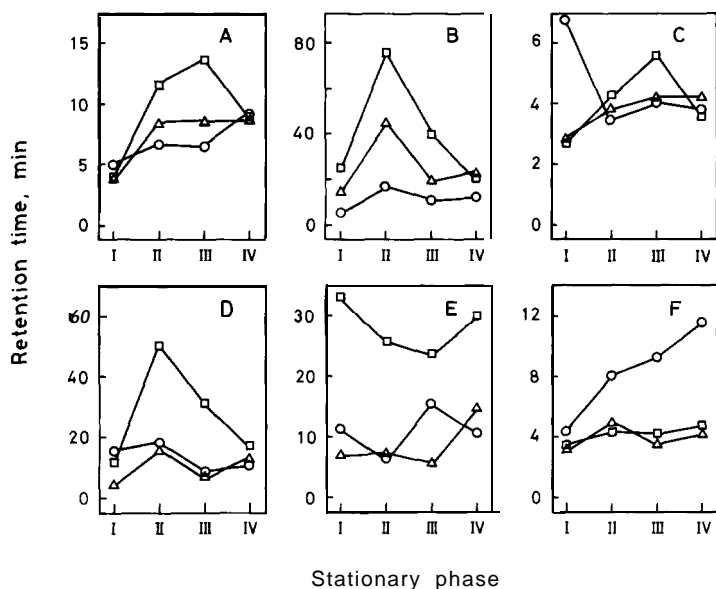 Retention time, min
A
15
10
5
0
I II III IV
B
80
40
0
I II III IV
C
6
4
2
0
I II III IV
D
60
40
20
0
I II III IV
E
30
20
10
0
I II III IV
F
12
8
4
0
I II III IV
Stationary phase